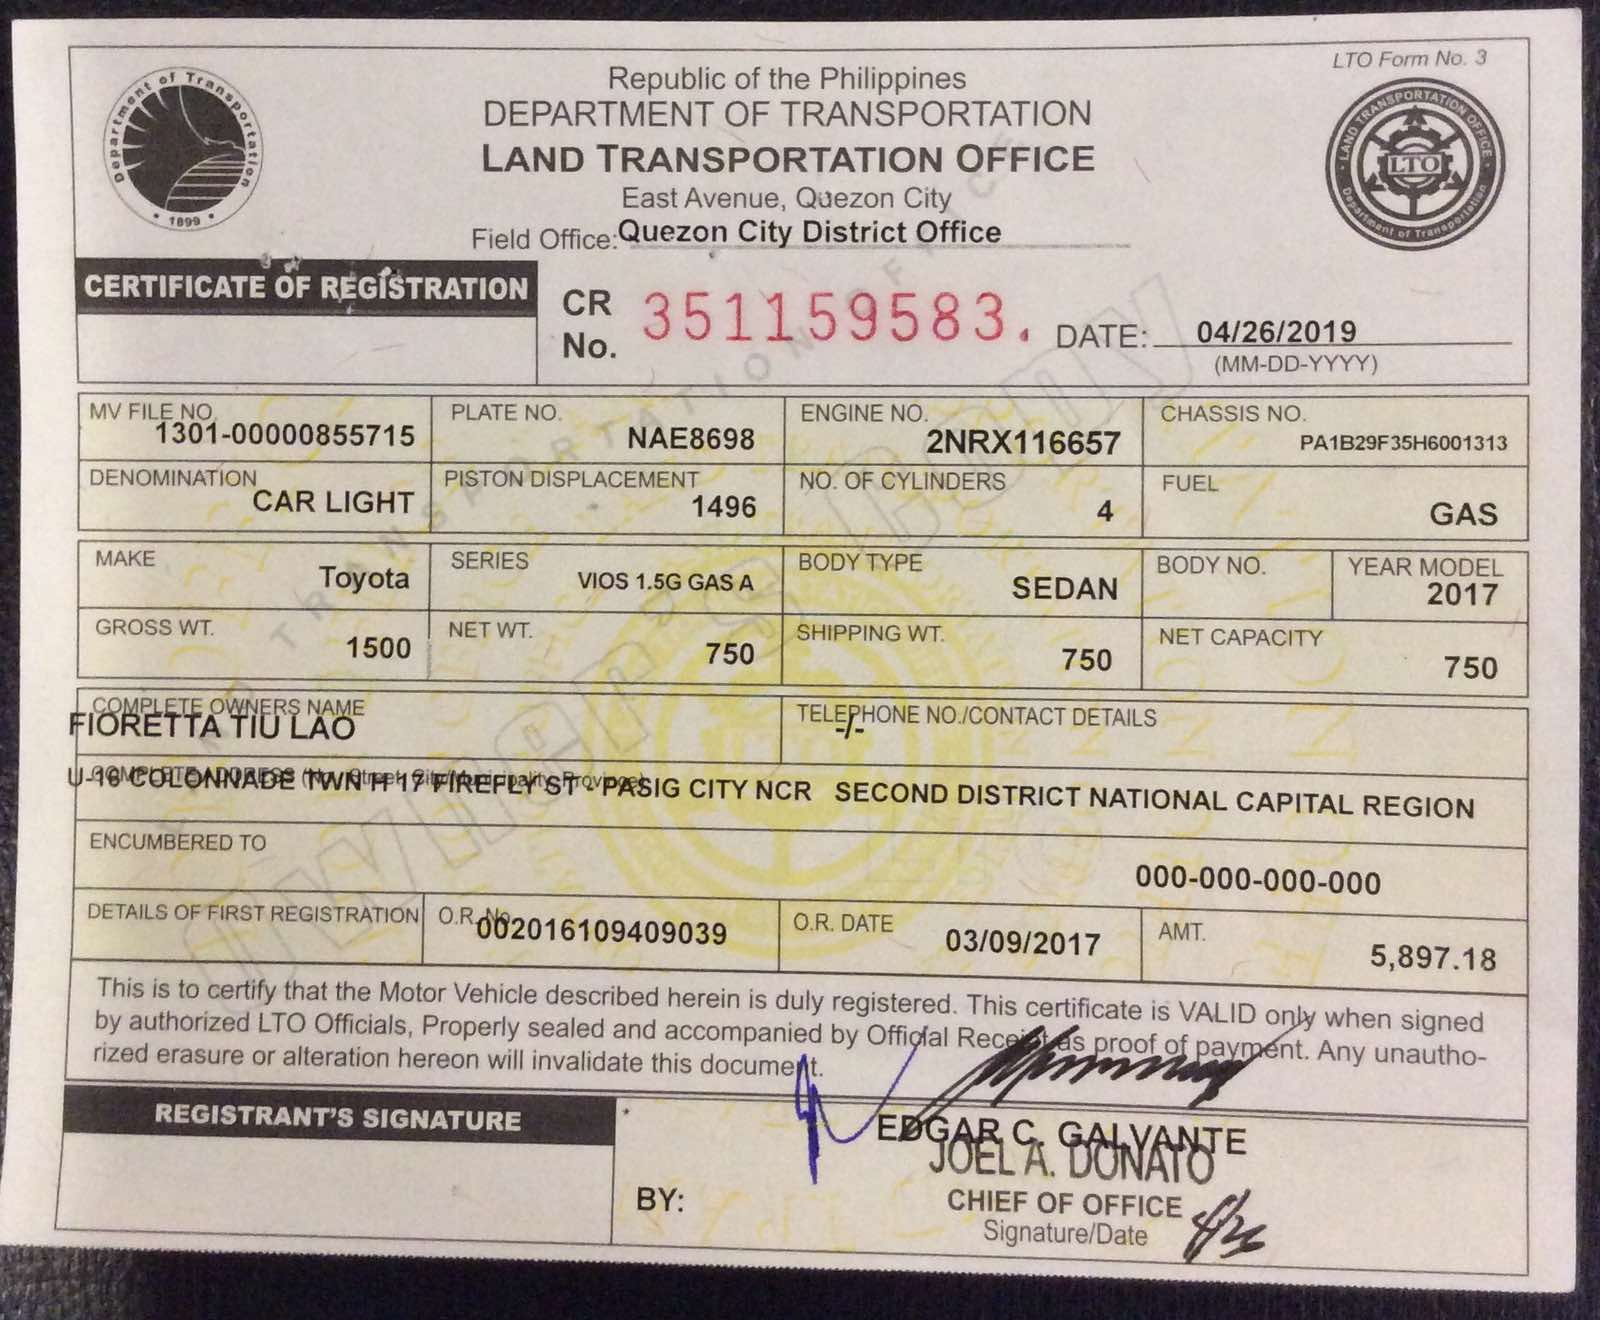 LTO Form No. 3
Department of Transportation
1899
Republic of the Philippines
DEPARTMENT OF TRANSPORTATION
LAND TRANSPORTATION OFFICE
East Avenue, Quezon City
Field Office: Quezon City District Office
LAND TRANSPORTATION OFFICE
LTO
Department of Transportation
CERTIFICATE OF REGISTRATION
CR No. 351159583.
DATE: 04/26/2019
(MM-DD-YYYY)
MV FILE NO. 1301-00000855715
PLATE NO. NAE8698
ENGINE NO. 2NRX116657
CHASSIS NO. PA1B29F35H6001313
DENOMINATION CAR LIGHT
PISTON DISPLACEMENT 1496
NO. OF CYLINDERS 4
FUEL GAS
MAKE Toyota
SERIES VIOS 1.5G GAS A
BODY TYPE SEDAN
BODY NO.
YEAR MODEL 2017
GROSS WT. 1500
NET WT. 750
SHIPPING WT. 750
NET CAPACITY 750
COMPLETE OWNERS NAME
FIORETTA TIU LAO
TELEPHONE NO./CONTACT DETAILS
-/-
COMPLETE ADDRESS (No., Street, City/Municipality, Province)
U-16 COLONNADE TWN H 17 FIREFLY ST - PASIG CITY NCR SECOND DISTRICT NATIONAL CAPITAL REGION
ENCUMBERED TO
000-000-000-000
DETAILS OF FIRST REGISTRATION
O.R. No. 002016109409039
O.R. DATE 03/09/2017
AMT. 5,897.18
This is to certify that the Motor Vehicle described herein is duly registered. This certificate is VALID only when signed
by authorized LTO Officials, Properly sealed and accompanied by Official Receipt as proof of payment. Any unautho-
rized erasure or alteration hereon will invalidate this document.
REGISTRANT'S SIGNATURE
EDGAR C. GALVANTE
JOEL A. DONATO
BY:
CHIEF OF OFFICE
Signature/Date
4/26
Owner's Copy